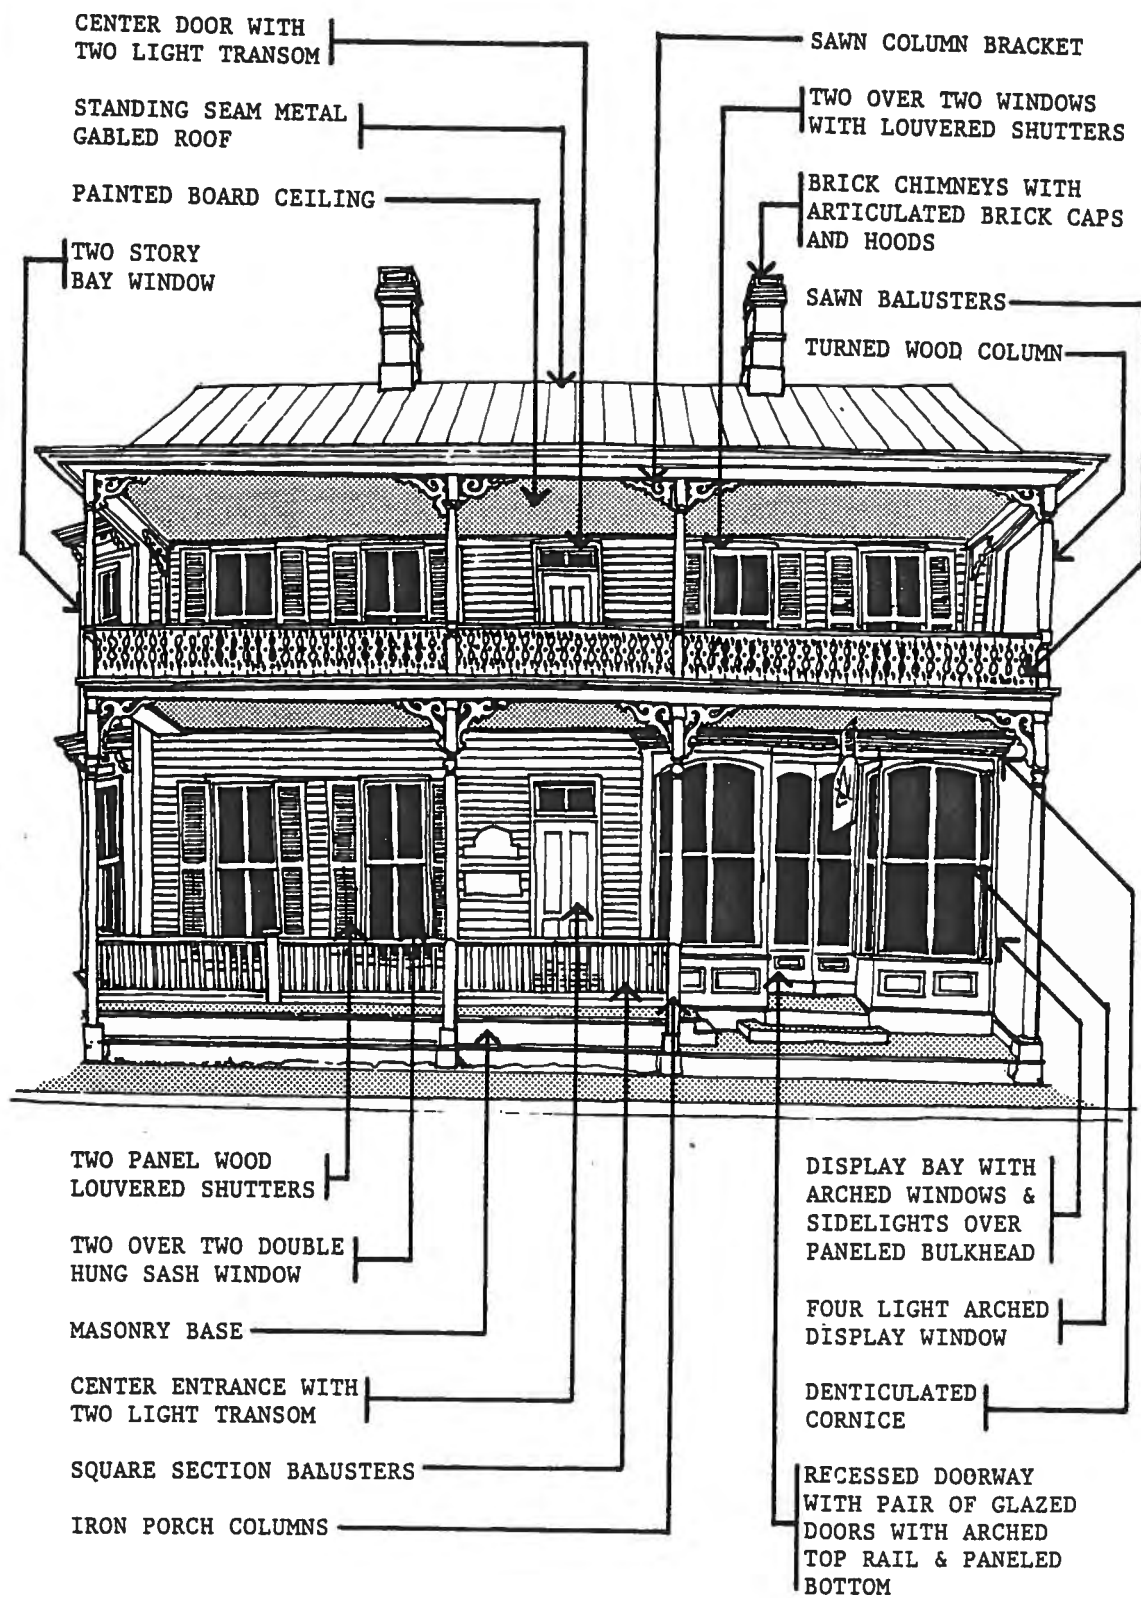 CENTER DOOR WITH
TWO LIGHT TRANSOM
STANDING SEAM METAL
GABLED ROOF
PAINTED BOARD CEILING
TWO STORY
BAY WINDOW
SAWN COLUMN BRACKET
TWO OVER TWO WINDOWS
WITH LOUVERED SHUTTERS
BRICK CHIMNEYS WITH
ARTICULATED BRICK CAPS
AND HOODS
SAWN BALUSTERS
TURNED WOOD COLUMN
TWO PANEL WOOD
LOUVERED SHUTTERS
TWO OVER TWO DOUBLE
HUNG SASH WINDOW
MASONRY BASE
CENTER ENTRANCE WITH
TWO LIGHT TRANSOM
SQUARE SECTION BALUSTERS
IRON PORCH COLUMNS
DISPLAY BAY WITH
ARCHED WINDOWS &
SIDELIGHTS OVER
PANELED BULKHEAD
FOUR LIGHT ARCHED
DISPLAY WINDOW
DENTICULATED
CORNICE
RECESSED DOORWAY
WITH PAIR OF GLAZED
DOORS WITH ARCHED
TOP RAIL & PANELED
BOTTOM